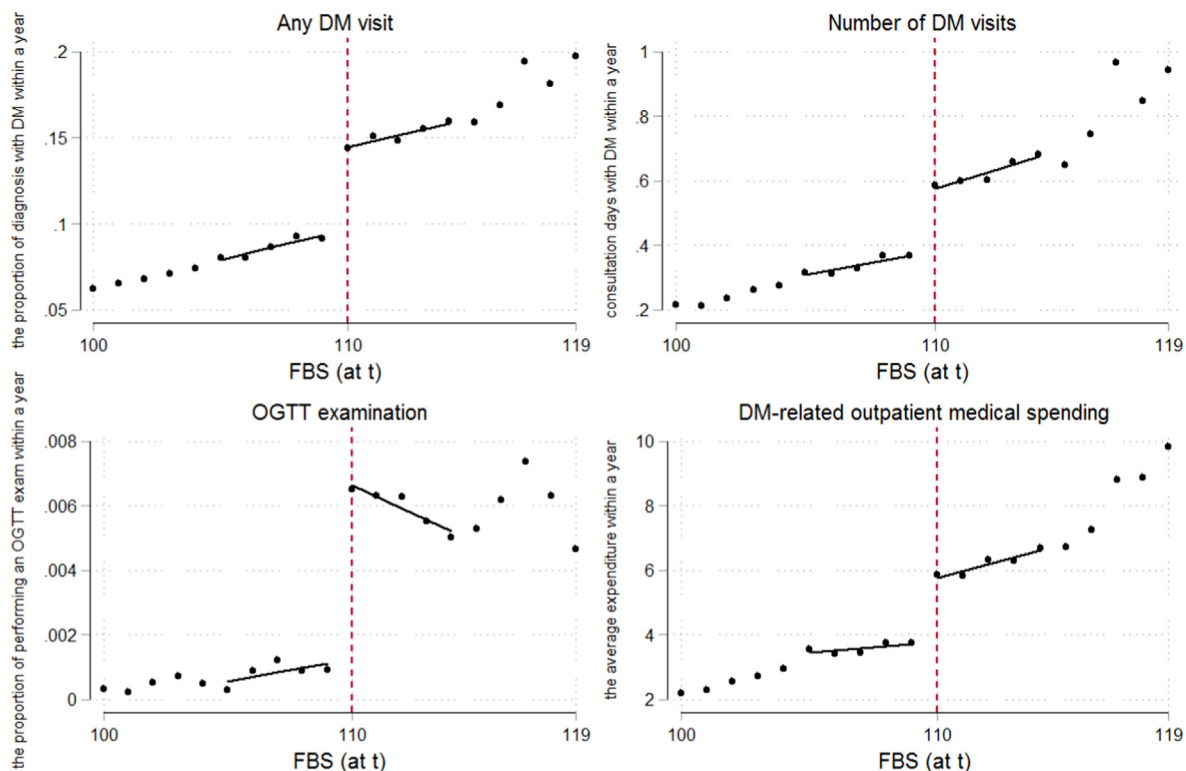 Any DM visit
the proportion of diagnosis with DM within a year
.2
.15
.1
.05
100
110
119
FBS (at t)
Number of DM visits
consultation days with DM within a year
1
.8
.6
.4
.2
100
110
119
FBS (at t)
OGTT examination
the proportion of performing an OGTT exam within a year
.008
.006
.004
.002
0
100
110
119
FBS (at t)
DM-related outpatient medical spending
the average expenditure within a year
10
8
6
4
2
100
110
119
FBS (at t)